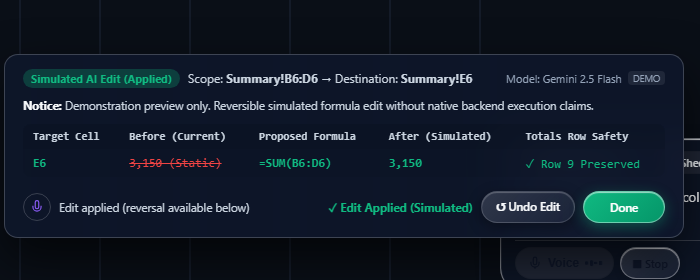 Simulated AI Edit (Applied) Scope: Summary!B6:D6 → Destination: Summary!E6 Model: Gemini 2.5 Flash DEMO
Notice: Demonstration preview only. Reversible simulated formula edit without native backend execution claims.
Target Cell Before (Current) Proposed Formula After (Simulated) Totals Row Safety
E6 3,150 (Static) =SUM(B6:D6) 3,150 ✓ Row 9 Preserved
Edit applied (reversal available below) ✓ Edit Applied (Simulated) ↺ Undo Edit Done
Voice Stop